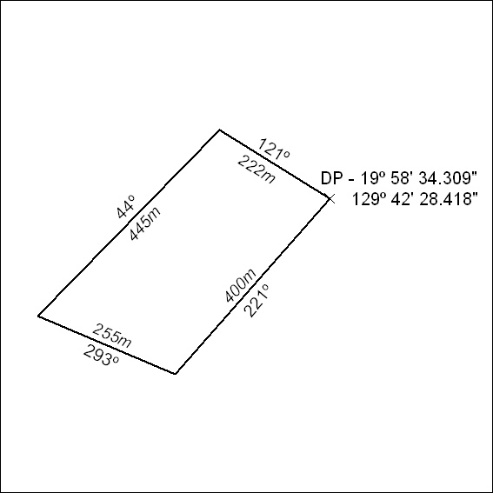 121º
222m
DP - 19º 58' 34.309"
129º 42' 28.418"
44º
445m
400m
221º
255m
293º